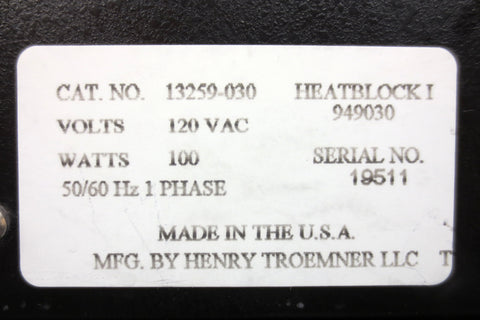 CAT. NO. 13259-030 HEATBLOCK I
949030
VOLTS 120 VAC
WATTS 100 SERIAL NO.
50/60 Hz 1 PHASE 19511
MADE IN THE U.S.A.
MFG. BY HENRY TROEMNER LLC T